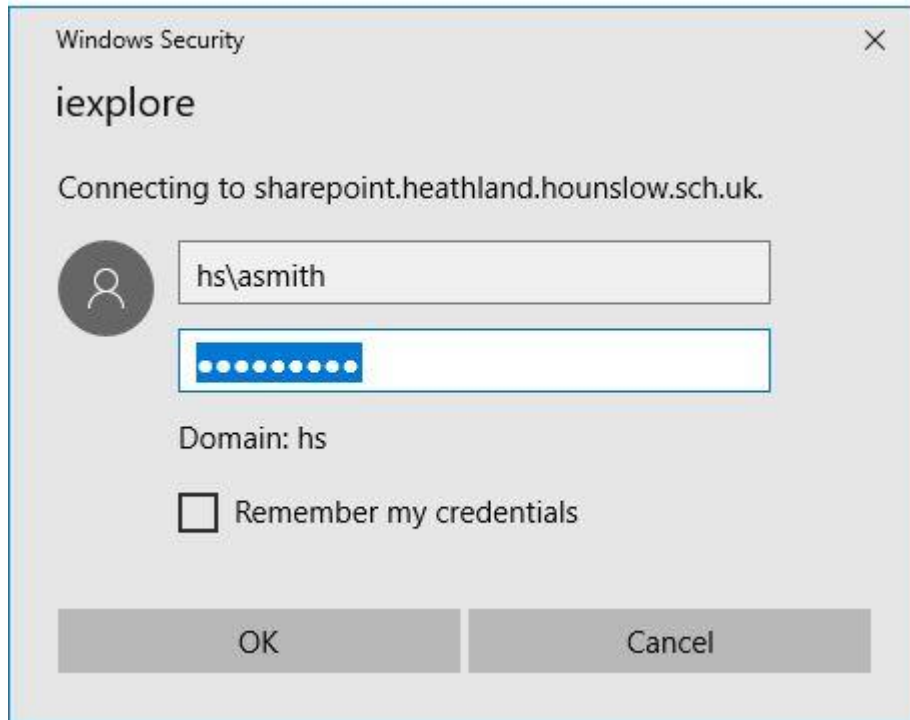 Windows Security
iexplore
Connecting to sharepoint.heathland.hounslow.sch.uk.
hs\asmith
●●●●●●●●●
Domain: hs
Remember my credentials
OK
Cancel